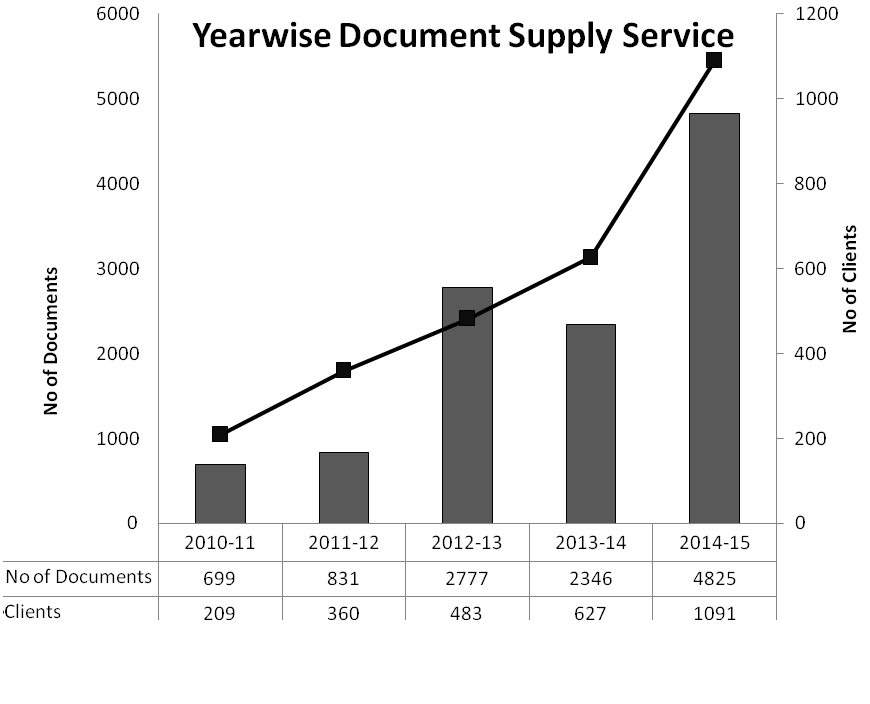 Yearwise Document Supply Service
6000
5000
4000
3000
2000
1000
0
No of Documents
1200
1000
800
600
400
200
0
No of Clients
2010-11 2011-12 2012-13 2013-14 2014-15
No of Documents 699 831 2777 2346 4825
Clients 209 360 483 627 1091